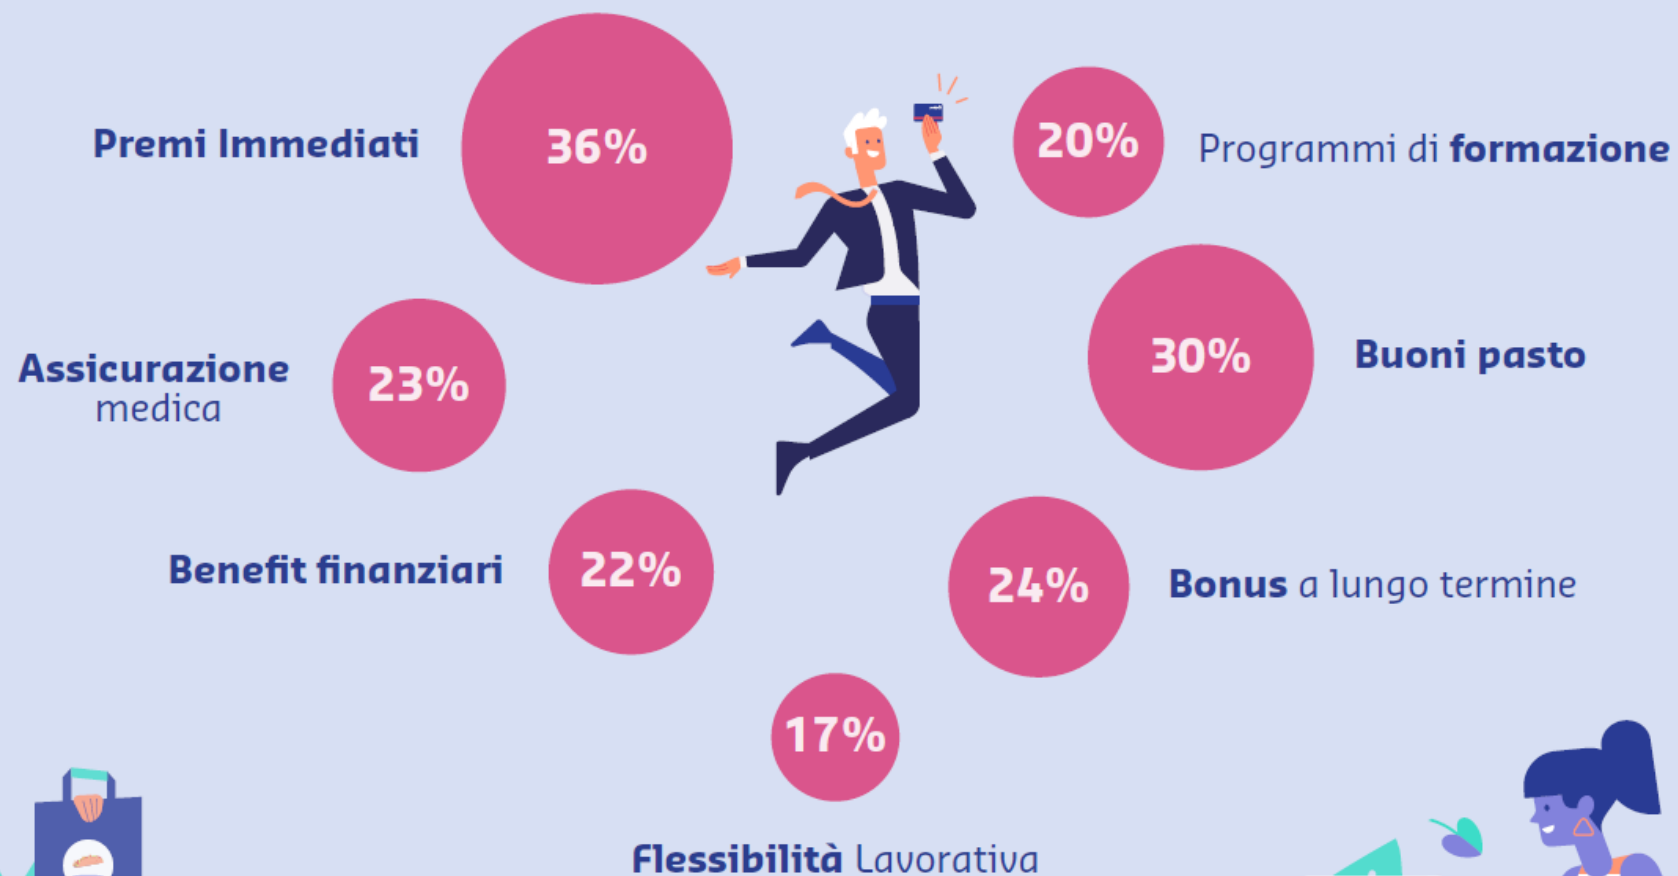 Premi Immediati
36%
20%
Programmi di formazione
Assicurazione
medica
23%
30%
Buoni pasto
Benefit finanziari
22%
24%
Bonus a lungo termine
17%
Flessibilità Lavorativa